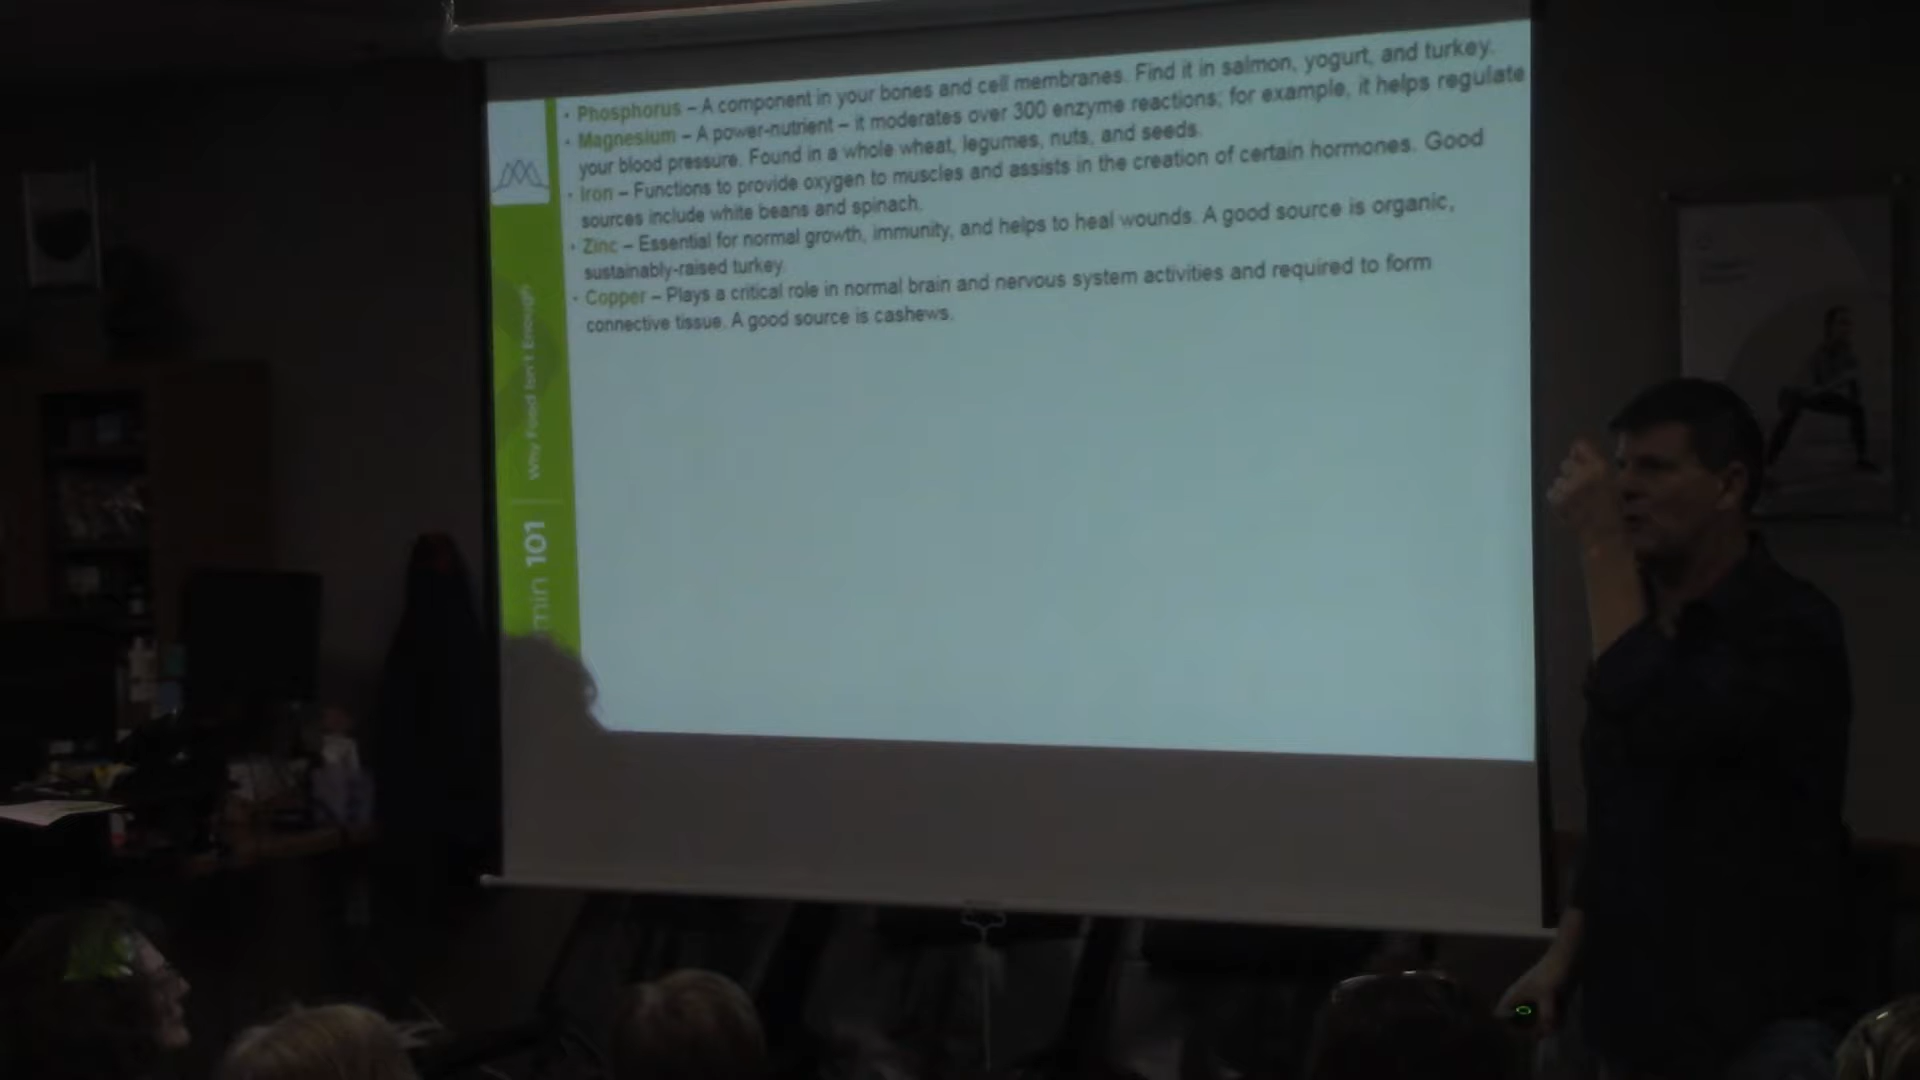 • Phosphorus – A component in your bones and cell membranes. Find it in salmon, yogurt, and turkey.
• Magnesium – A power-nutrient – it moderates over 300 enzyme reactions; for example, it helps regulate
your blood pressure. Found in a whole wheat, legumes, nuts, and seeds.
• Iron – Functions to provide oxygen to muscles and assists in the creation of certain hormones. Good
sources include white beans and spinach.
• Zinc – Essential for normal growth, immunity, and helps to heal wounds. A good source is organic,
sustainably-raised turkey.
• Copper – Plays a critical role in normal brain and nervous system activities and required to form
connective tissue. A good source is cashews.
min 101 | Why Food Isn't Enough